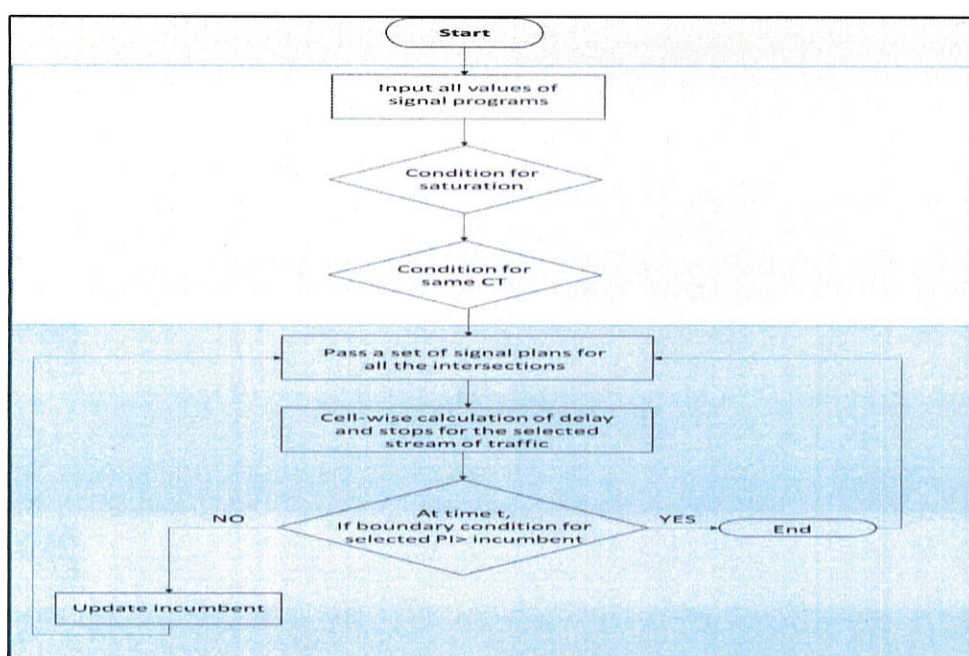 Start
Input all values of
signal programs
Condition for
saturation
Condition for
same CT
Pass a set of signal plans for
all the intersections
Cell-wise calculation of delay
and stops for the selected
stream of traffic
At time t,
If boundary condition for
selected PI> incumbent
NO
YES
End
Update incumbent